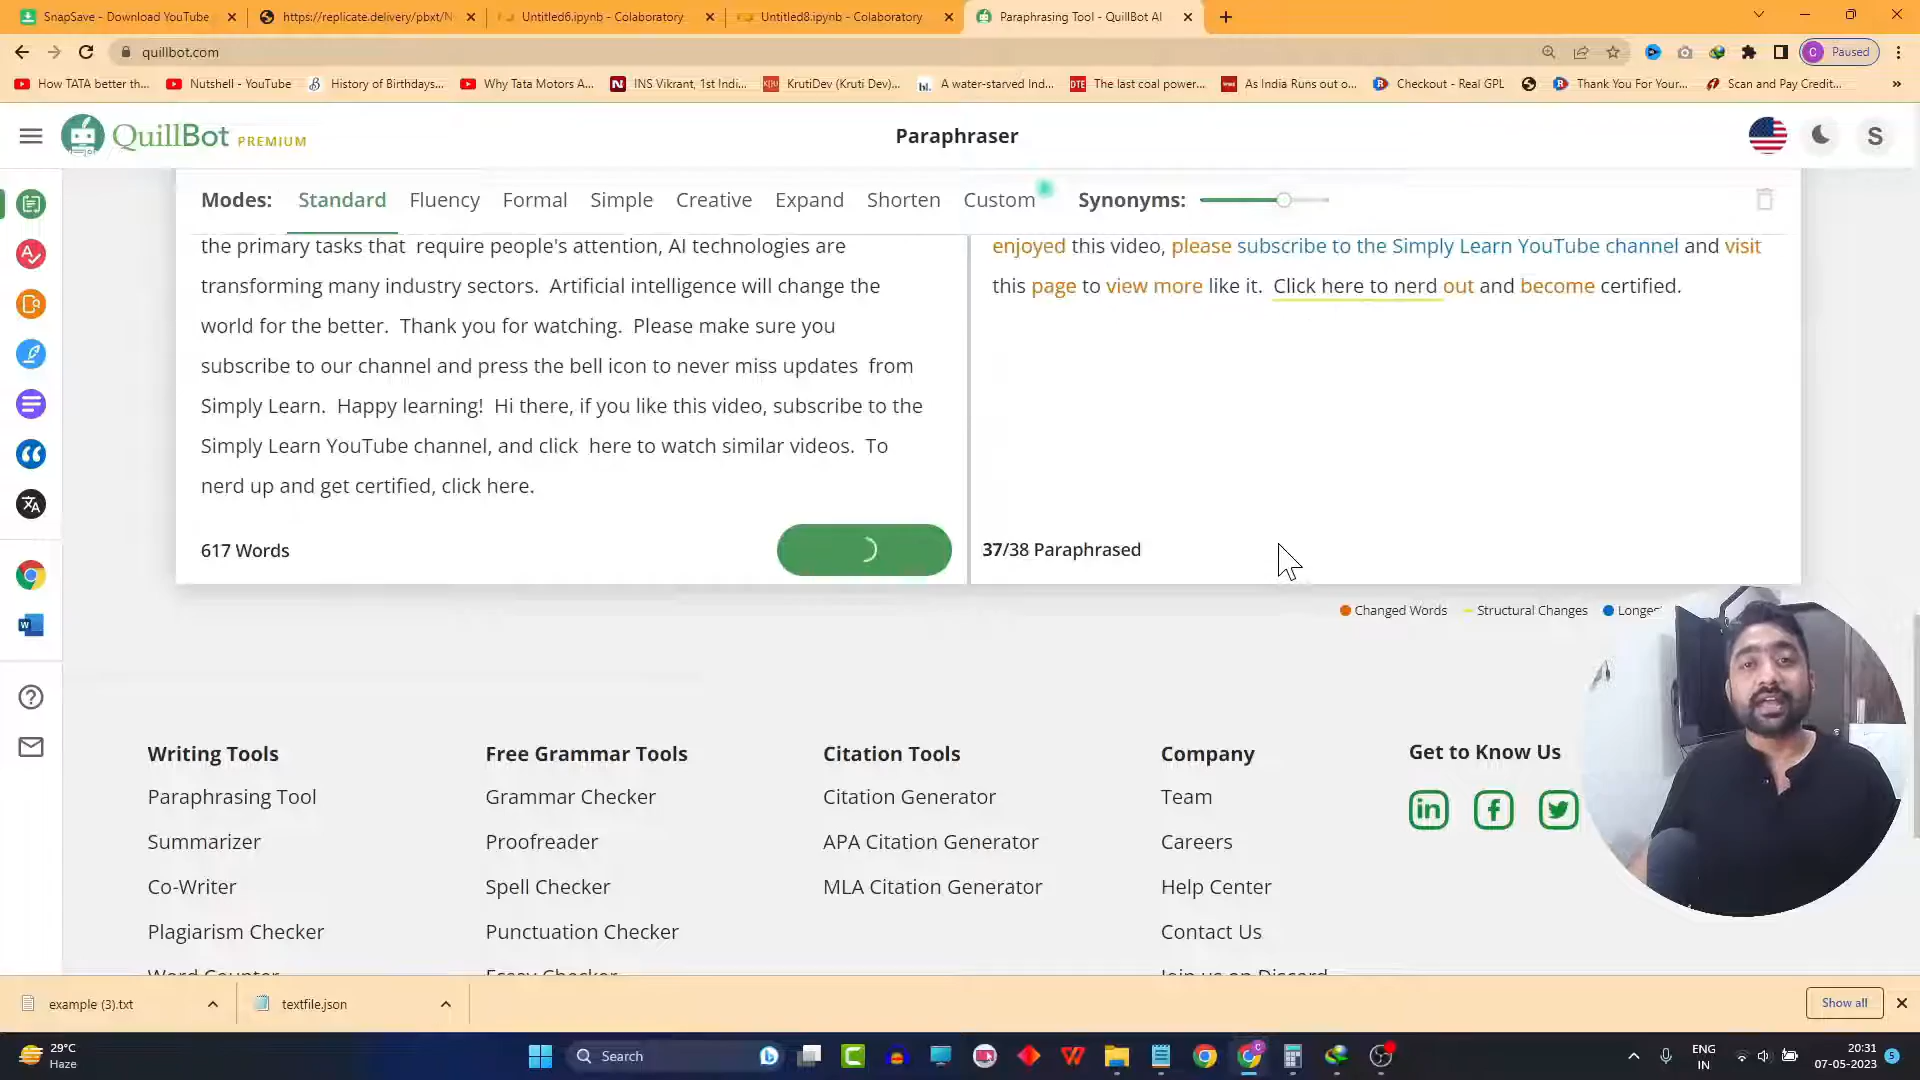 SnapSave - Download YouTube
https://replicate.delivery/pbxt/N
Untitled6.ipynb - Colaboratory
Untitled8.ipynb - Colaboratory
Paraphrasing Tool - QuillBot AI
quillbot.com
C Paused
How TATA better th...
Nutshell - YouTube
History of Birthdays...
Why Tata Motors A...
INS Vikrant, 1st Indi...
KrutiDev (Kruti Dev)...
A water-starved Ind...
The last coal power...
As India Runs out o...
Checkout - Real GPL
Thank You For Your...
Scan and Pay Credit...
QuillBot PREMIUM
Paraphraser
S
Modes: Standard Fluency Formal Simple Creative Expand Shorten Custom Synonyms:
the primary tasks that require people's attention, AI technologies are
transforming many industry sectors. Artificial intelligence will change the
world for the better. Thank you for watching. Please make sure you
subscribe to our channel and press the bell icon to never miss updates from
Simply Learn. Happy learning! Hi there, if you like this video, subscribe to the
Simply Learn YouTube channel, and click here to watch similar videos. To
nerd up and get certified, click here.
617 Words
enjoyed this video, please subscribe to the Simply Learn YouTube channel and visit
this page to view more like it. Click here to nerd out and become certified.
37/38 Paraphrased
Changed Words
Structural Changes
Longes
Writing Tools
Paraphrasing Tool
Summarizer
Co-Writer
Plagiarism Checker
Word Counter
Free Grammar Tools
Grammar Checker
Proofreader
Spell Checker
Punctuation Checker
Essay Checker
Citation Tools
Citation Generator
APA Citation Generator
MLA Citation Generator
Company
Team
Careers
Help Center
Contact Us
Join us on Discord
Get to Know Us
in
example (3).txt
textfile.json
Show all
29°C
Haze
Search
ENG
IN
20:31
07-05-2023
5